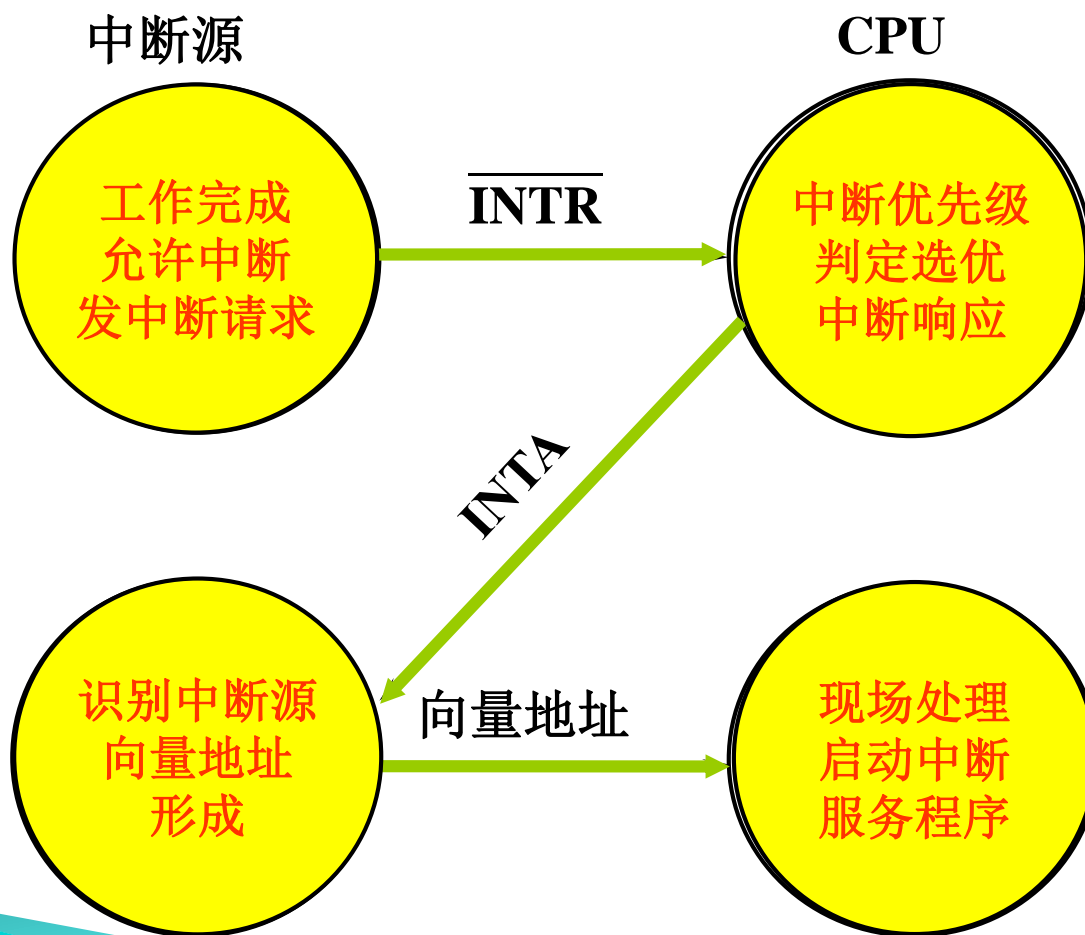 中断源
CPU
工作完成
允许中断
发中断请求
I̅N̅T̅R̅
中断优先级
判定选优
中断响应
INTA
识别中断源
向量地址
形成
向量地址
现场处理
启动中断
服务程序